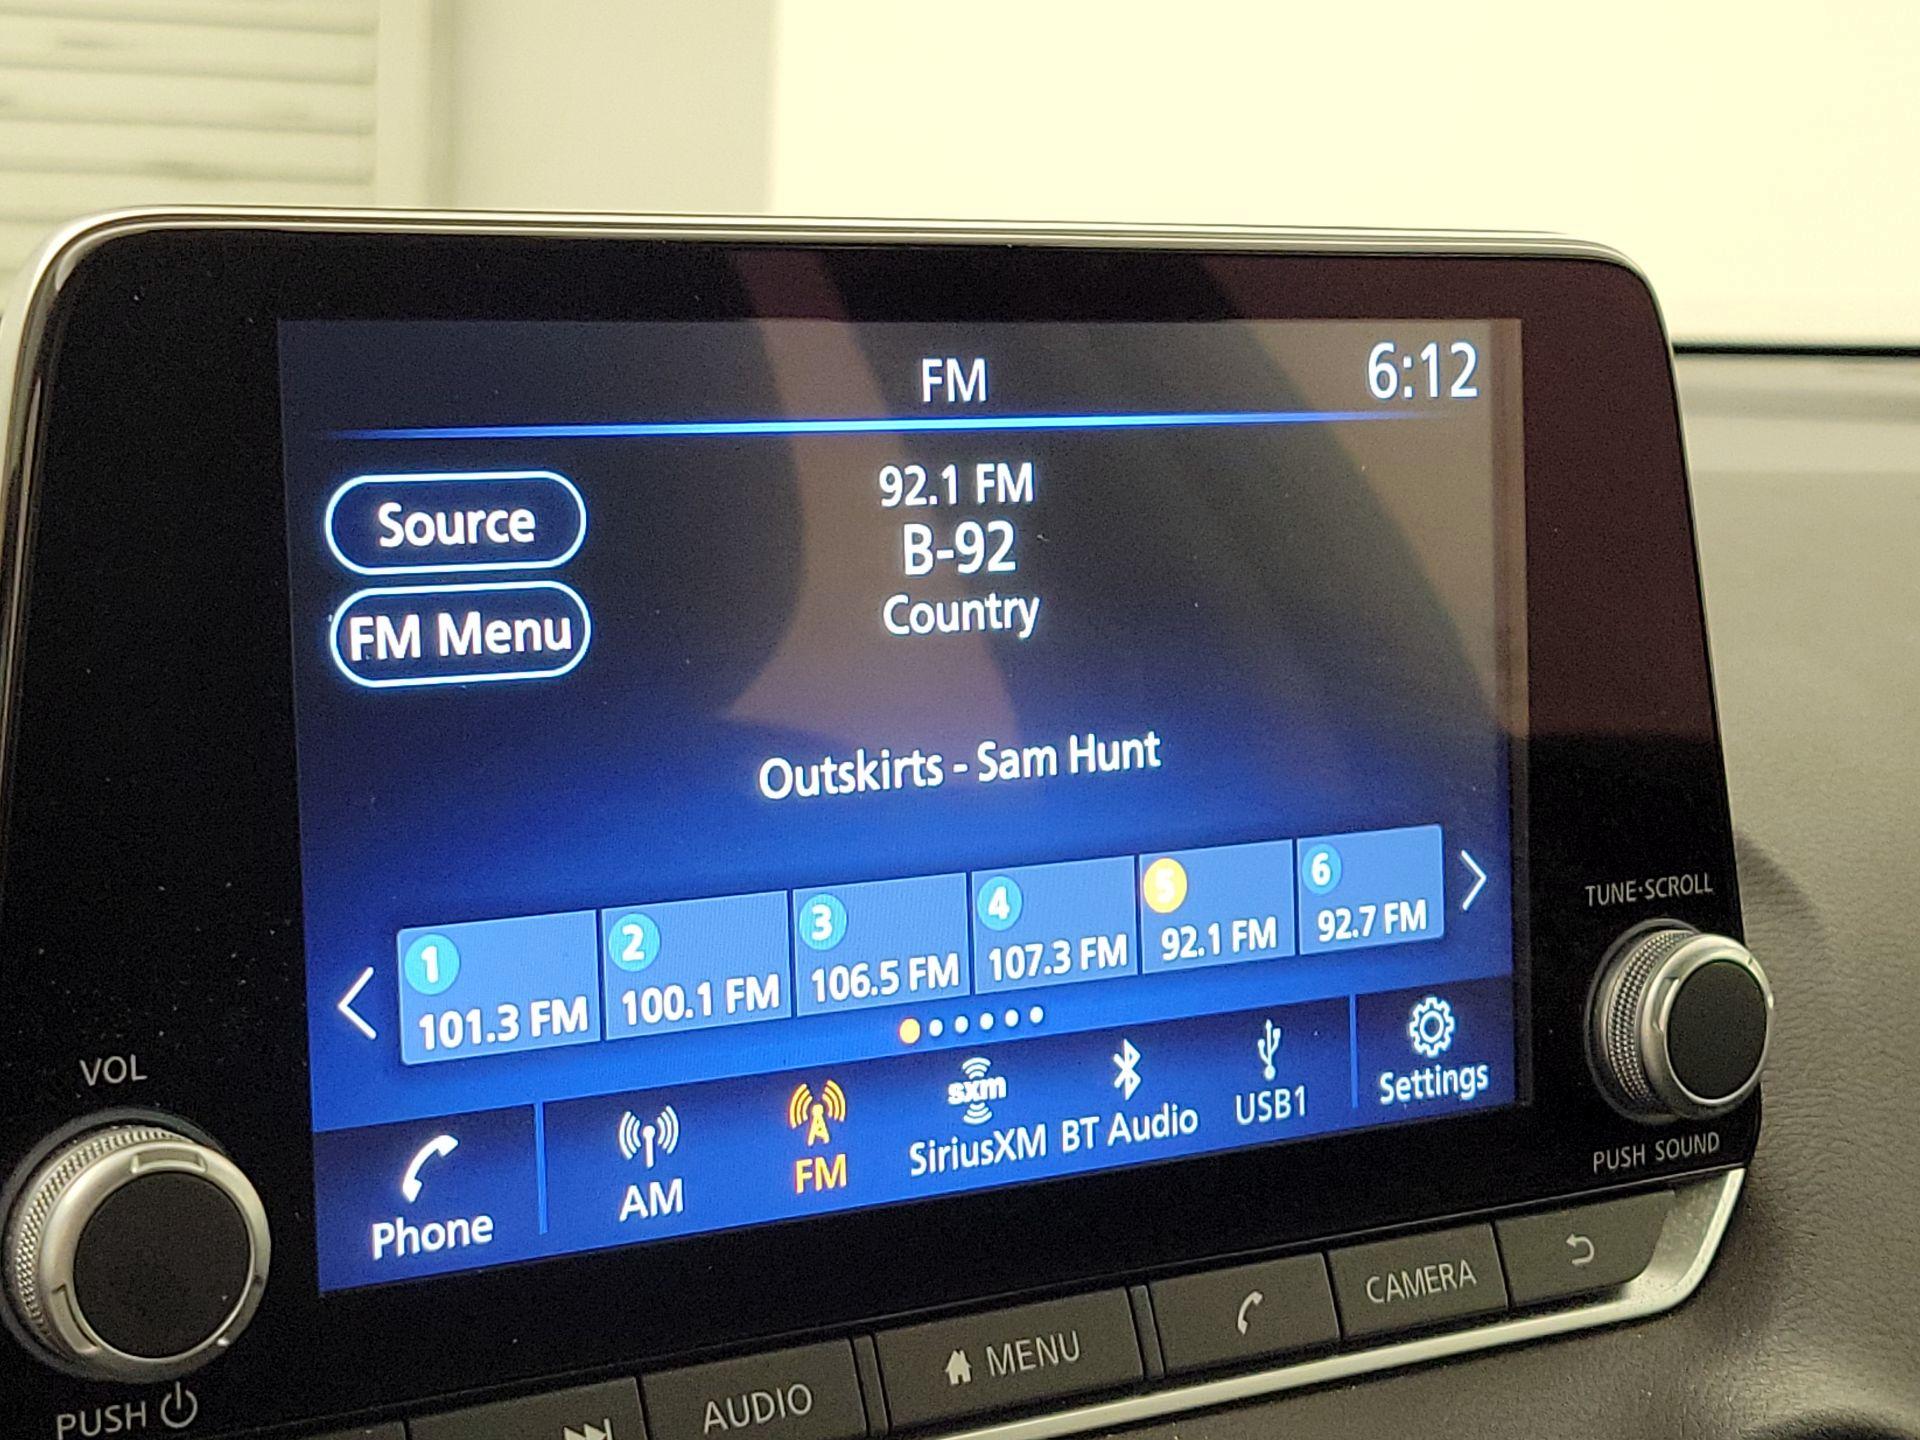 FM
6:12
Source
92.1 FM
B-92
Country
FM Menu
Outskirts - Sam Hunt
1
101.3 FM
2
100.1 FM
3
106.5 FM
4
107.3 FM
5
92.1 FM
6
92.7 FM
Phone
AM
FM
sxm
SiriusXM
BT Audio
USB1
Settings
VOL
PUSH
TUNE·SCROLL
PUSH SOUND
AUDIO
MENU
CAMERA